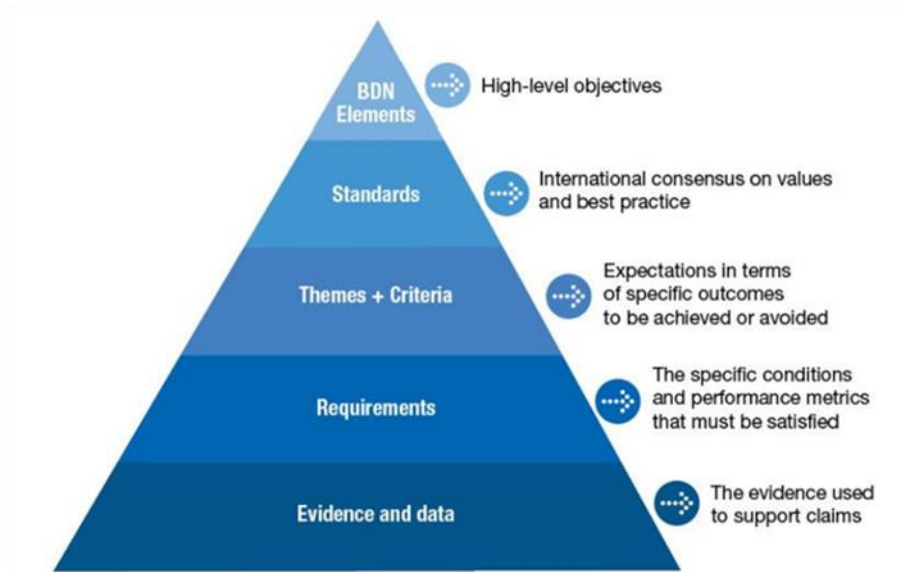 BDN
Elements
High-level objectives
Standards
International consensus on values
and best practice
Themes + Criteria
Expectations in terms
of specific outcomes
to be achieved or avoided
Requirements
The specific conditions
and performance metrics
that must be satisfied
Evidence and data
The evidence used
to support claims